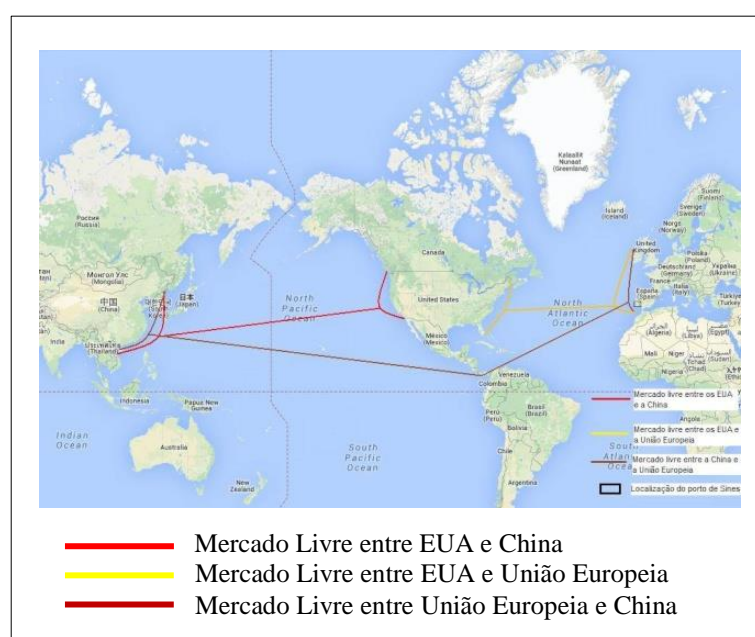 Kalaallit
Nunaat
(Greenland)
Island
(Iceland)
Suomi
(Finland)
Sverige
(Sweden)
Norge
(Norway)
Россия
(Russia)
Canada
United
Kingdom
Polska
(Poland)
Deutschland
(Germany)
Україна
(Ukraine)
France
Italia
(Italy)
España
(Spain)
Türkiye
(Turkey)
Монгол Улс
(Mongolia)
中国
(China)
日本
(Japan)
(South
Korea)
North
Pacific
Ocean
United States
North
Atlantic
Ocean
México
(Mexico)
(Algeria)
(Libya)
(Egypt)
Mali
Niger
(Sudan)
(Chad)
Nigeria
India
(Thailand)
Venezuela
Colombia
Indonesia
Papua New
Guinea
Perú
(Peru)
Brasil
(Brazil)
Bolivia
Chile
Argentina
Angola
Indian
Ocean
Australia
New
Zealand
South
Pacific
Ocean
Mercado livre entre os EUA
e a China
Mercado livre entre os EUA e
a União Europeia
Mercado livre entre a China e
a União Europeia
Localização do porto de Sines
Mercado Livre entre EUA e China
Mercado Livre entre EUA e União Europeia
Mercado Livre entre União Europeia e China